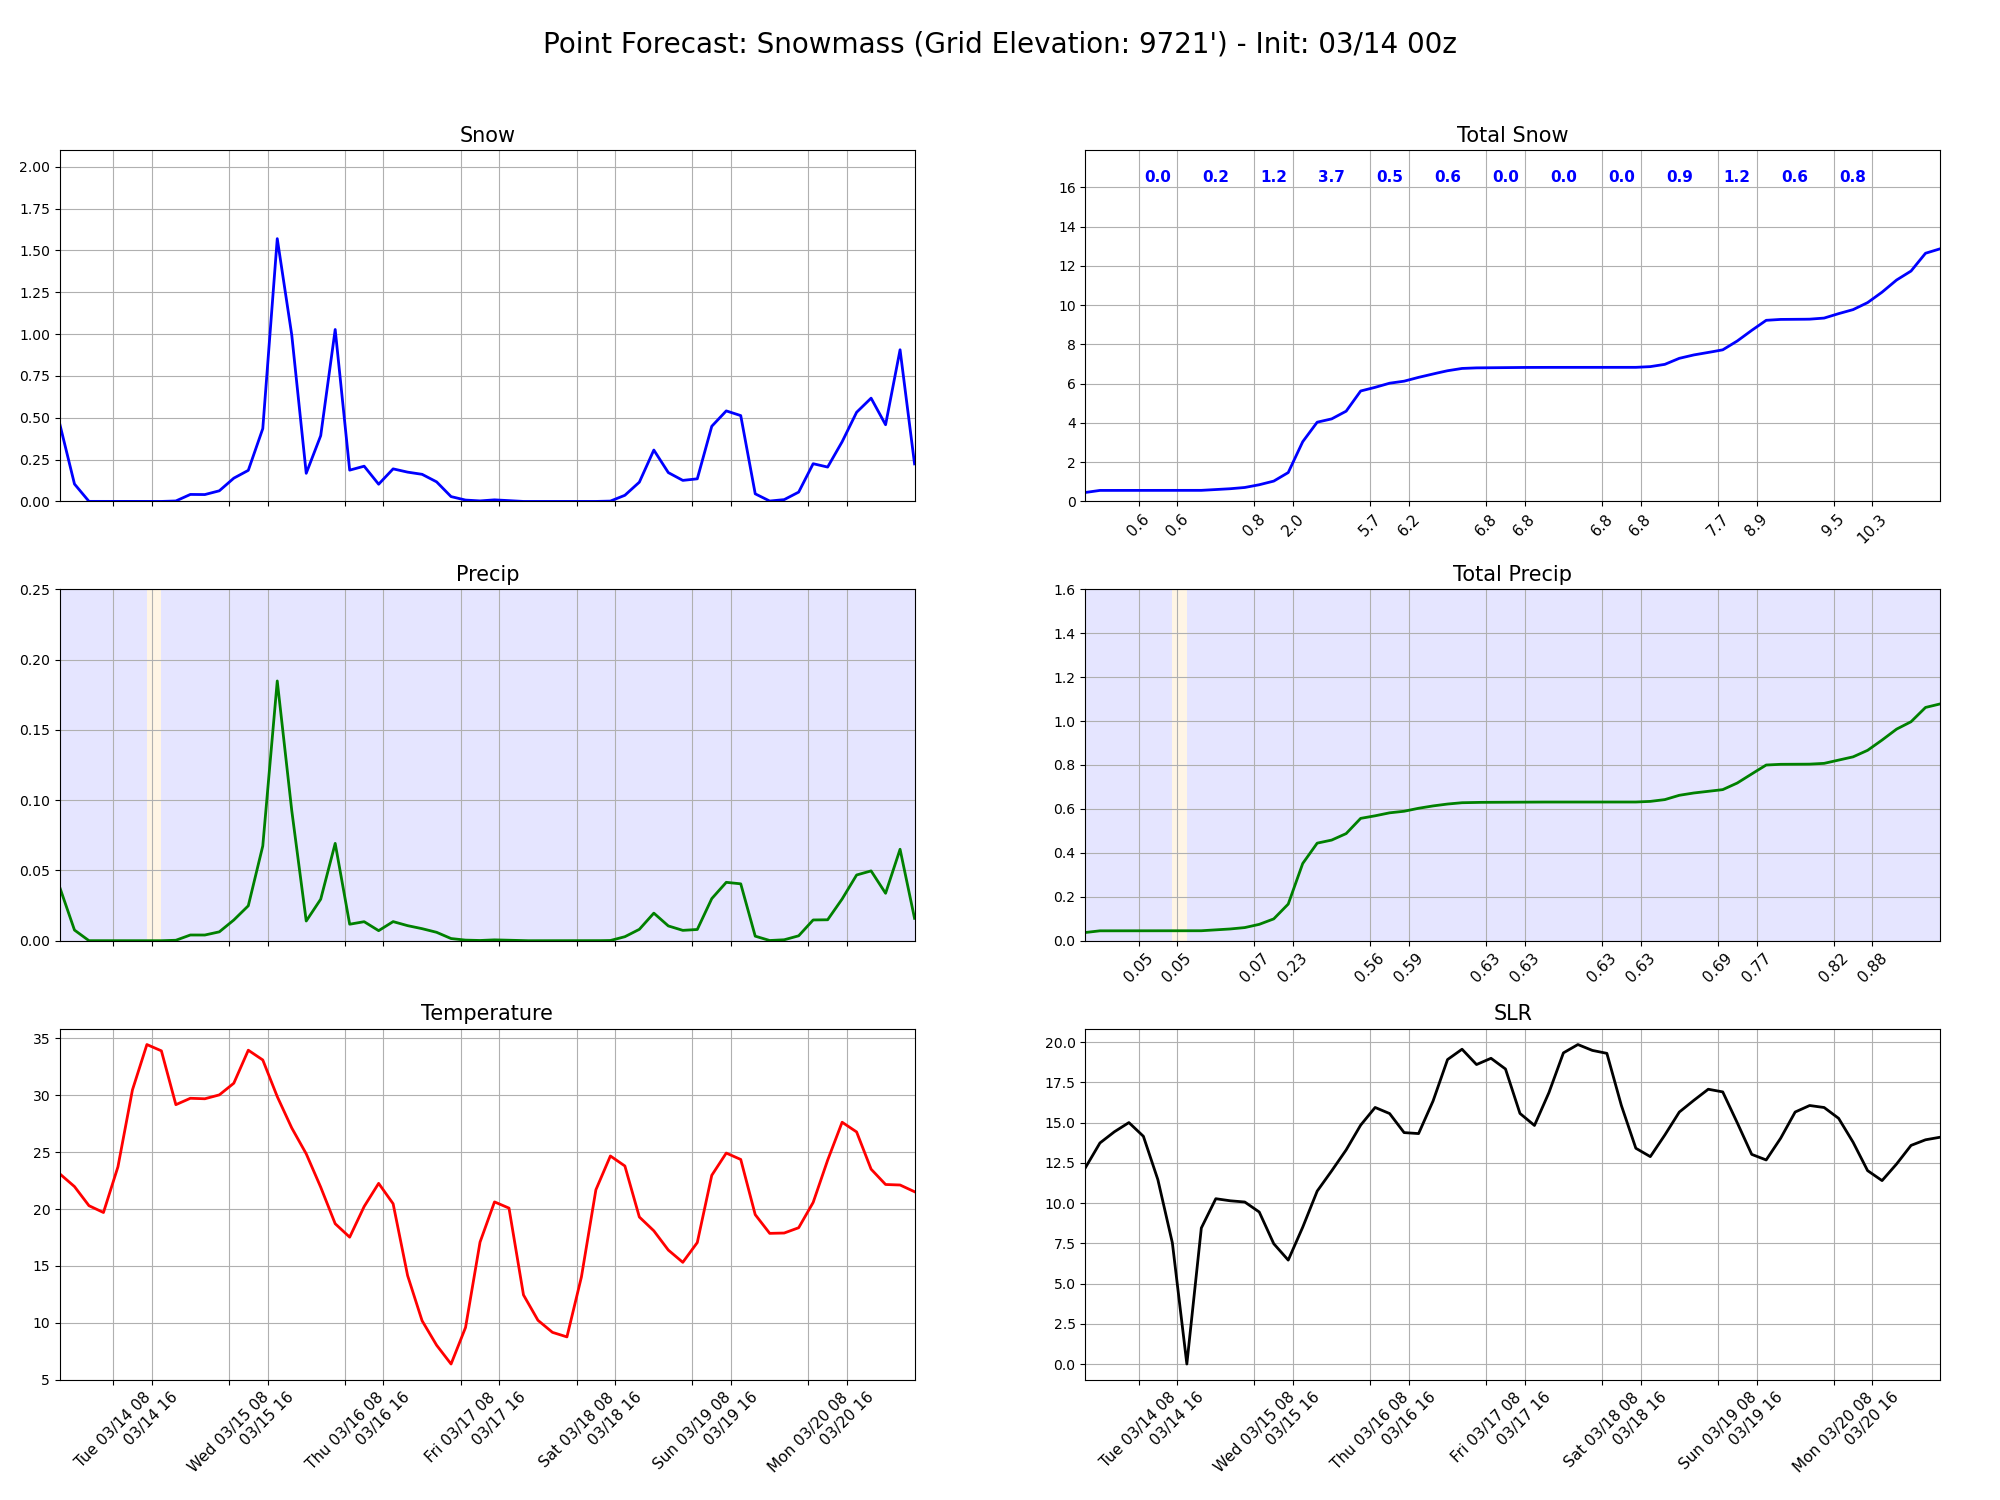 Point Forecast: Snowmass (Grid Elevation: 9721') - Init: 03/14 00z
Snow
2.00
1.75
1.50
1.25
1.00
0.75
0.50
0.25
0.00
Total Snow
0.0 0.2 1.2 3.7 0.5 0.6 0.0 0.0 0.0 0.9 1.2 0.6 0.8
16
14
12
10
8
6
4
2
0
0.6 0.6 0.8 2.0 5.7 6.2 6.8 6.8 6.8 6.8 7.7 8.9 9.5 10.3
Precip
0.25
0.20
0.15
0.10
0.05
0.00
Total Precip
1.6
1.4
1.2
1.0
0.8
0.6
0.4
0.2
0.0
0.05 0.05 0.07 0.23 0.56 0.59 0.63 0.63 0.63 0.63 0.69 0.77 0.82 0.88
Temperature
35
30
25
20
15
10
5
Tue 03/14 08
03/14 16
Wed 03/15 08
03/15 16
Thu 03/16 08
03/16 16
Fri 03/17 08
03/17 16
Sat 03/18 08
03/18 16
Sun 03/19 08
03/19 16
Mon 03/20 08
03/20 16
SLR
20.0
17.5
15.0
12.5
10.0
7.5
5.0
2.5
0.0
Tue 03/14 08
03/14 16
Wed 03/15 08
03/15 16
Thu 03/16 08
03/16 16
Fri 03/17 08
03/17 16
Sat 03/18 08
03/18 16
Sun 03/19 08
03/19 16
Mon 03/20 08
03/20 16